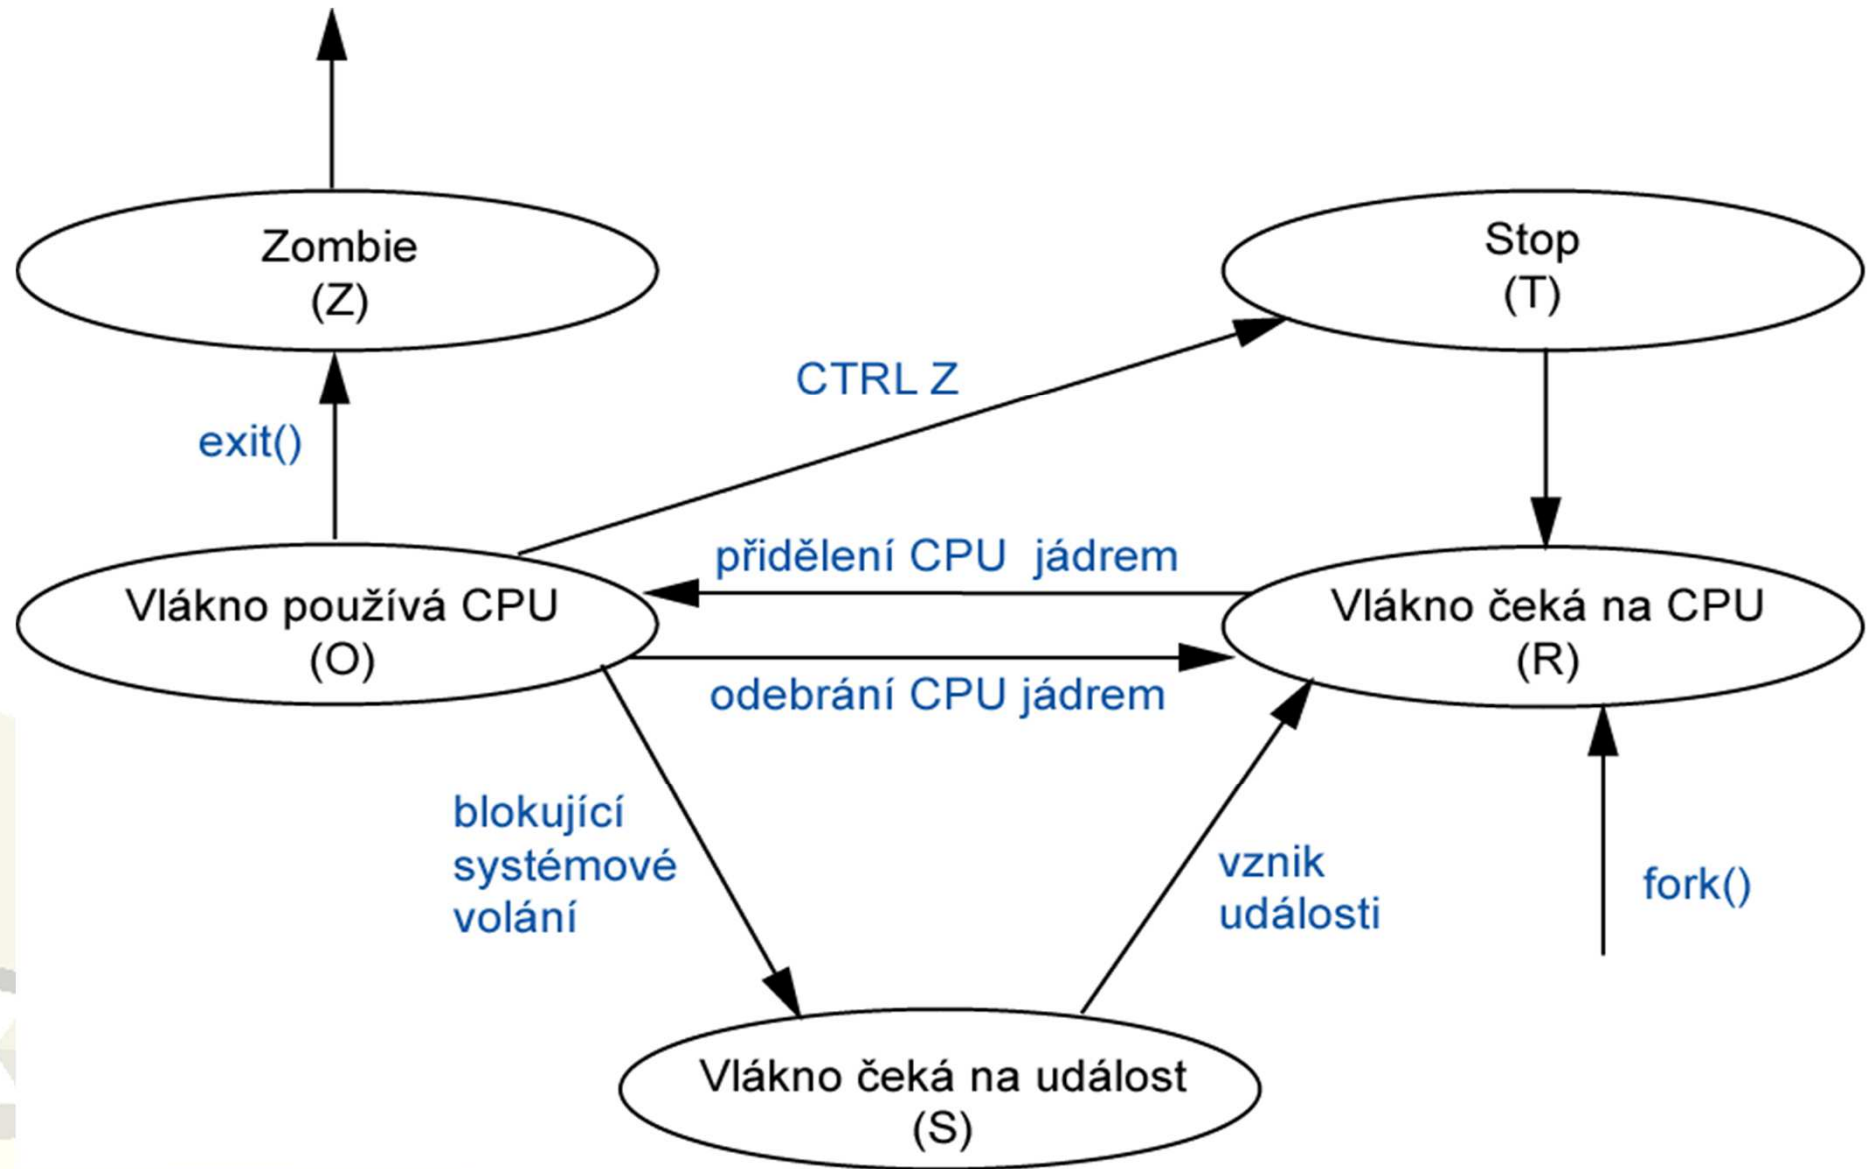 Zombie
(Z)
Stop
(T)
CTRL Z
exit()
přidělení CPU jádrem
Vlákno používá CPU
(O)
Vlákno čeká na CPU
(R)
odebrání CPU jádrem
blokující
systémové
volání
vznik
události
fork()
Vlákno čeká na událost
(S)